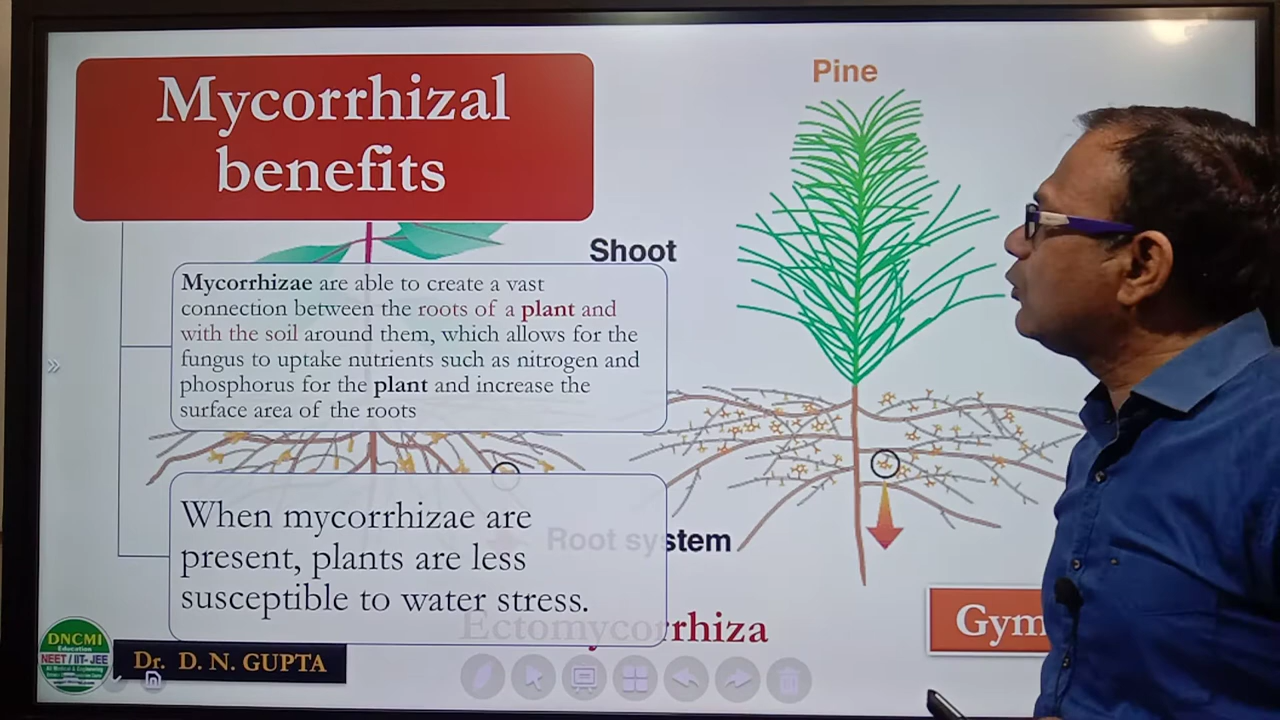 Mycorrhizal
benefits
Pine
Shoot
Mycorrhizae are able to create a vast
connection between the roots of a plant and
with the soil around them, which allows for the
fungus to uptake nutrients such as nitrogen and
phosphorus for the plant and increase the
surface area of the roots
When mycorrhizae are
present, plants are less
susceptible to water stress.
Root system
Ectomycorrhiza
Gym
DNCMI
Education
NEET / IIT- JEE
Dr. D. N. GUPTA